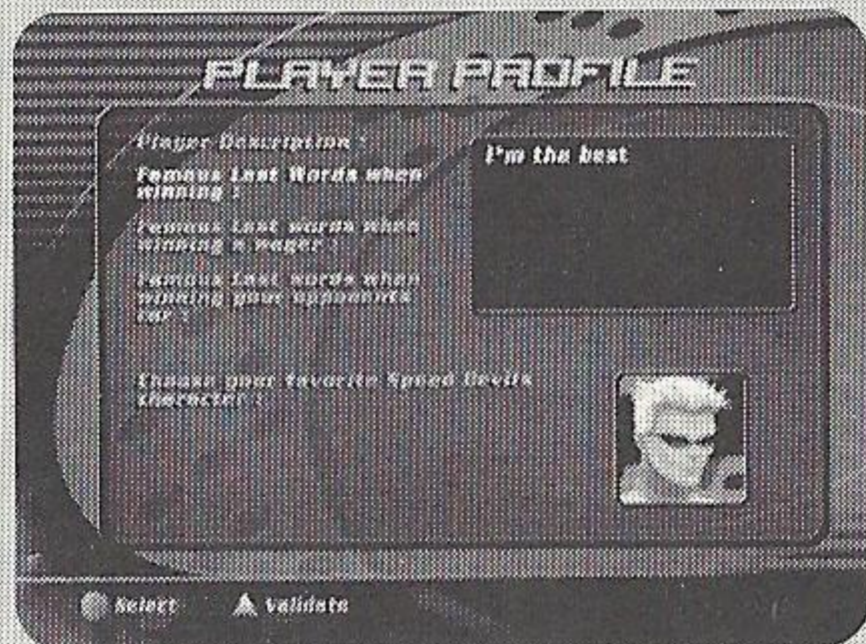 PLAYER PROFILE
Player Description :
Famous Last Words when
winning :
I'm the best
Famous Last words when
winning a wager :
Famous Last words when
winning your opponents
car :
Choose your favorite Speed Devils
character :
Select
Validate